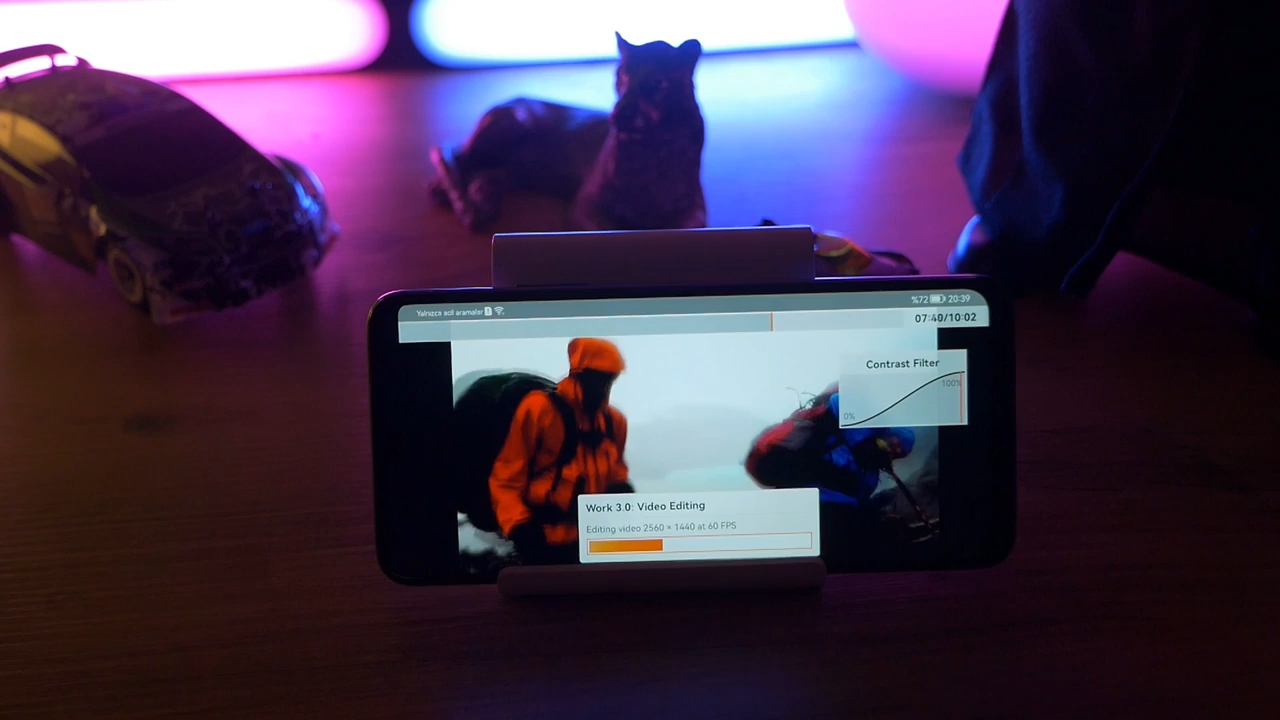 Yalnızca acil aramalar
%72 20:39
07:40/10:02
Contrast Filter
100%
0%
Work 3.0: Video Editing
Editing video 2560 × 1440 at 60 FPS